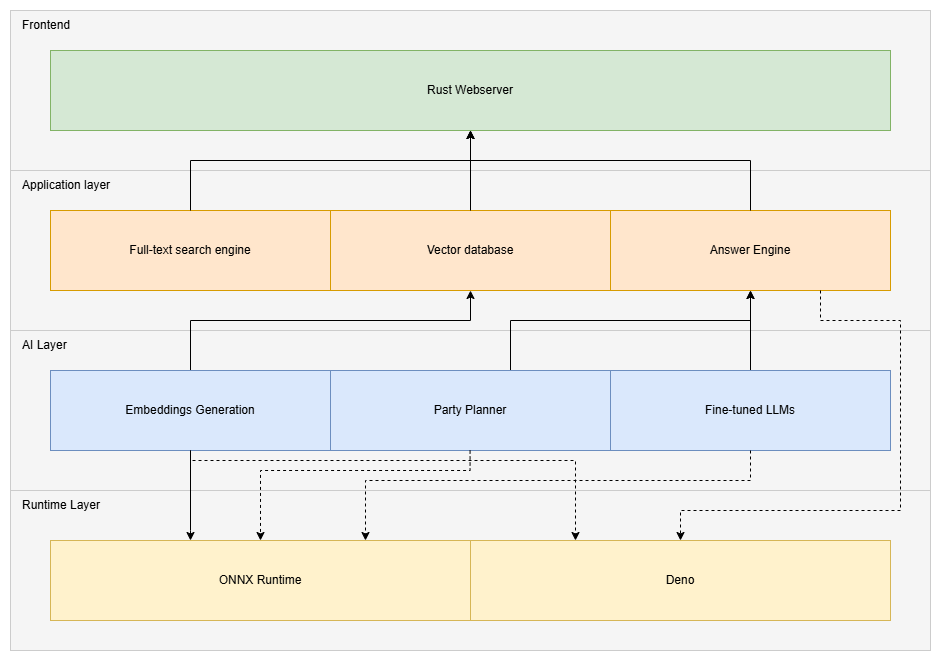 Frontend
Rust Webserver
Application layer
Full-text search engine
Vector database
Answer Engine
AI Layer
Embeddings Generation
Party Planner
Fine-tuned LLMs
Runtime Layer
ONNX Runtime
Deno